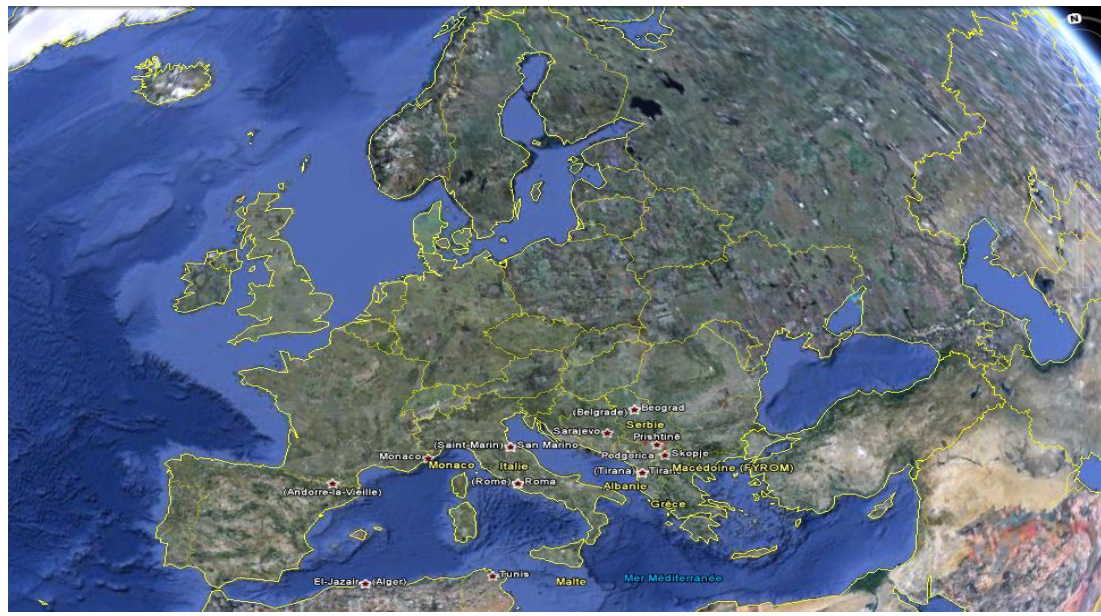 N
(Belgrade) Beograd
Serbie
Sarajevo
Prishtinë
(Saint-Marin) San Marino
Podgorica Skopje
Monaco
Monaco
Italie
Macédoine (FYROM)
(Tirana)
(Rome) Roma
Albanie
(Andorre-la-Vieille)
Grèce
Tunis
Mer Méditerranée
El-Jazair (Alger)
Malte